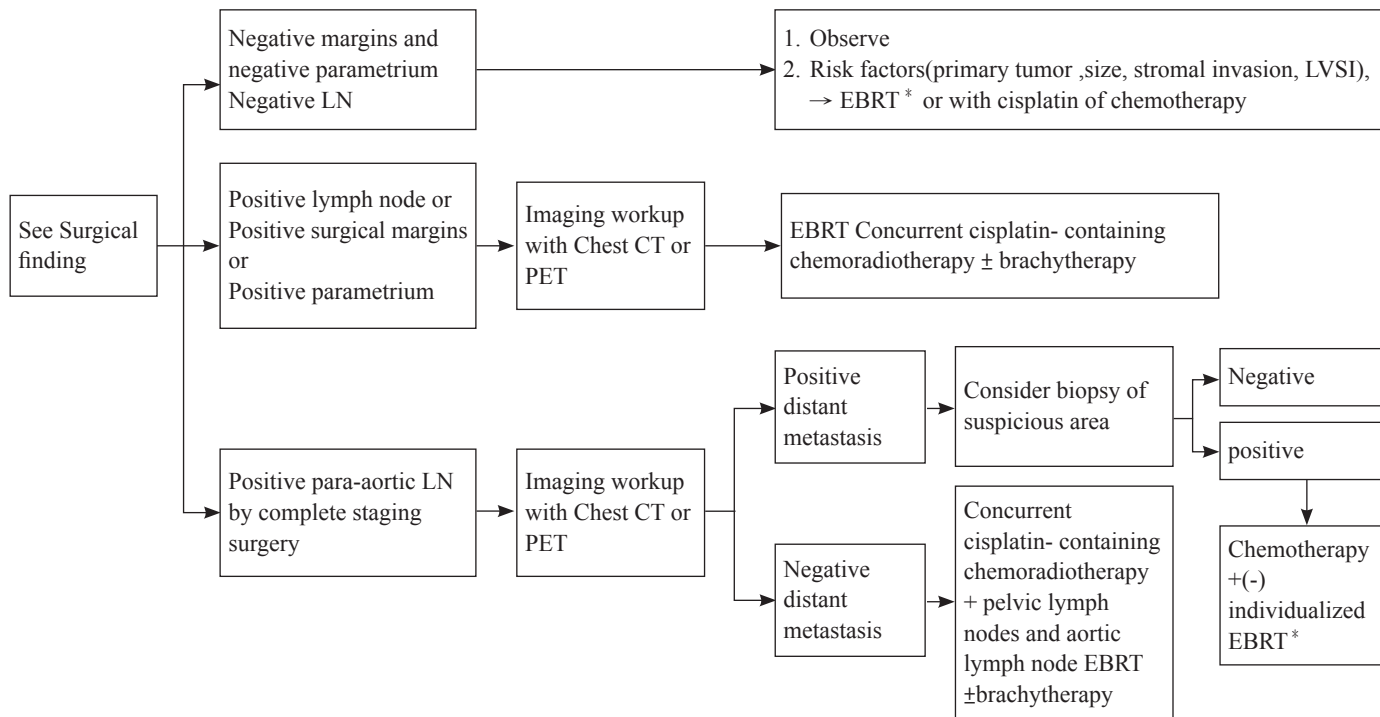 See Surgical
finding
Negative margins and
negative parametrium
Negative LN
1. Observe
2. Risk factors(primary tumor ,size, stromal invasion, LVSI),
→ EBRT * or with cisplatin of chemotherapy
Positive lymph node or
Positive surgical margins
or
Positive parametrium
Imaging workup
with Chest CT or
PET
EBRT Concurrent cisplatin- containing
chemoradiotherapy ± brachytherapy
Positive para-aortic LN
by complete staging
surgery
Imaging workup
with Chest CT or
PET
Positive
distant
metastasis
Consider biopsy of
suspicious area
Negative
positive
Chemotherapy
+(-)
individualized
EBRT *
Negative
distant
metastasis
Concurrent
cisplatin- containing
chemoradiotherapy
+ pelvic lymph
nodes and aortic
lymph node EBRT
±brachytherapy